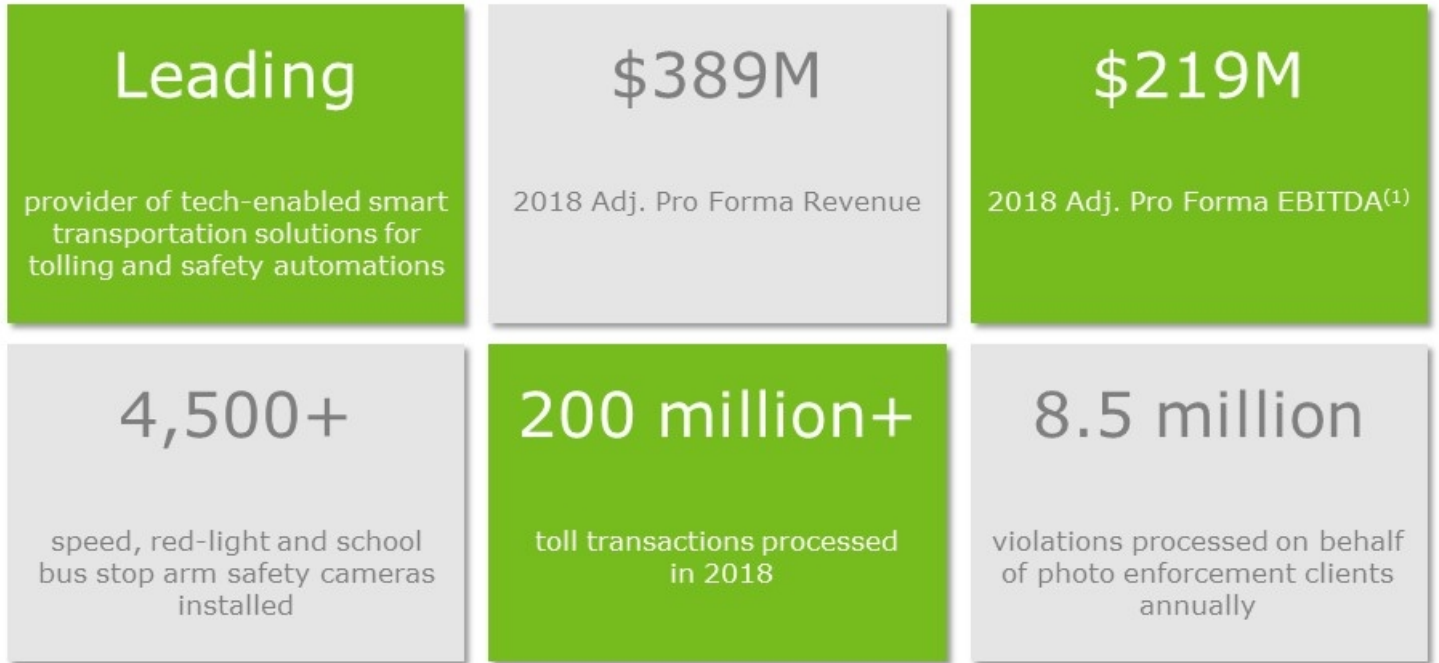 Leading
provider of tech-enabled smart
transportation solutions for
tolling and safety automations
$389M
2018 Adj. Pro Forma Revenue
$219M
2018 Adj. Pro Forma EBITDA(1)
4,500+
speed, red-light and school
bus stop arm safety cameras
installed
200 million+
toll transactions processed
in 2018
8.5 million
violations processed on behalf
of photo enforcement clients
annually